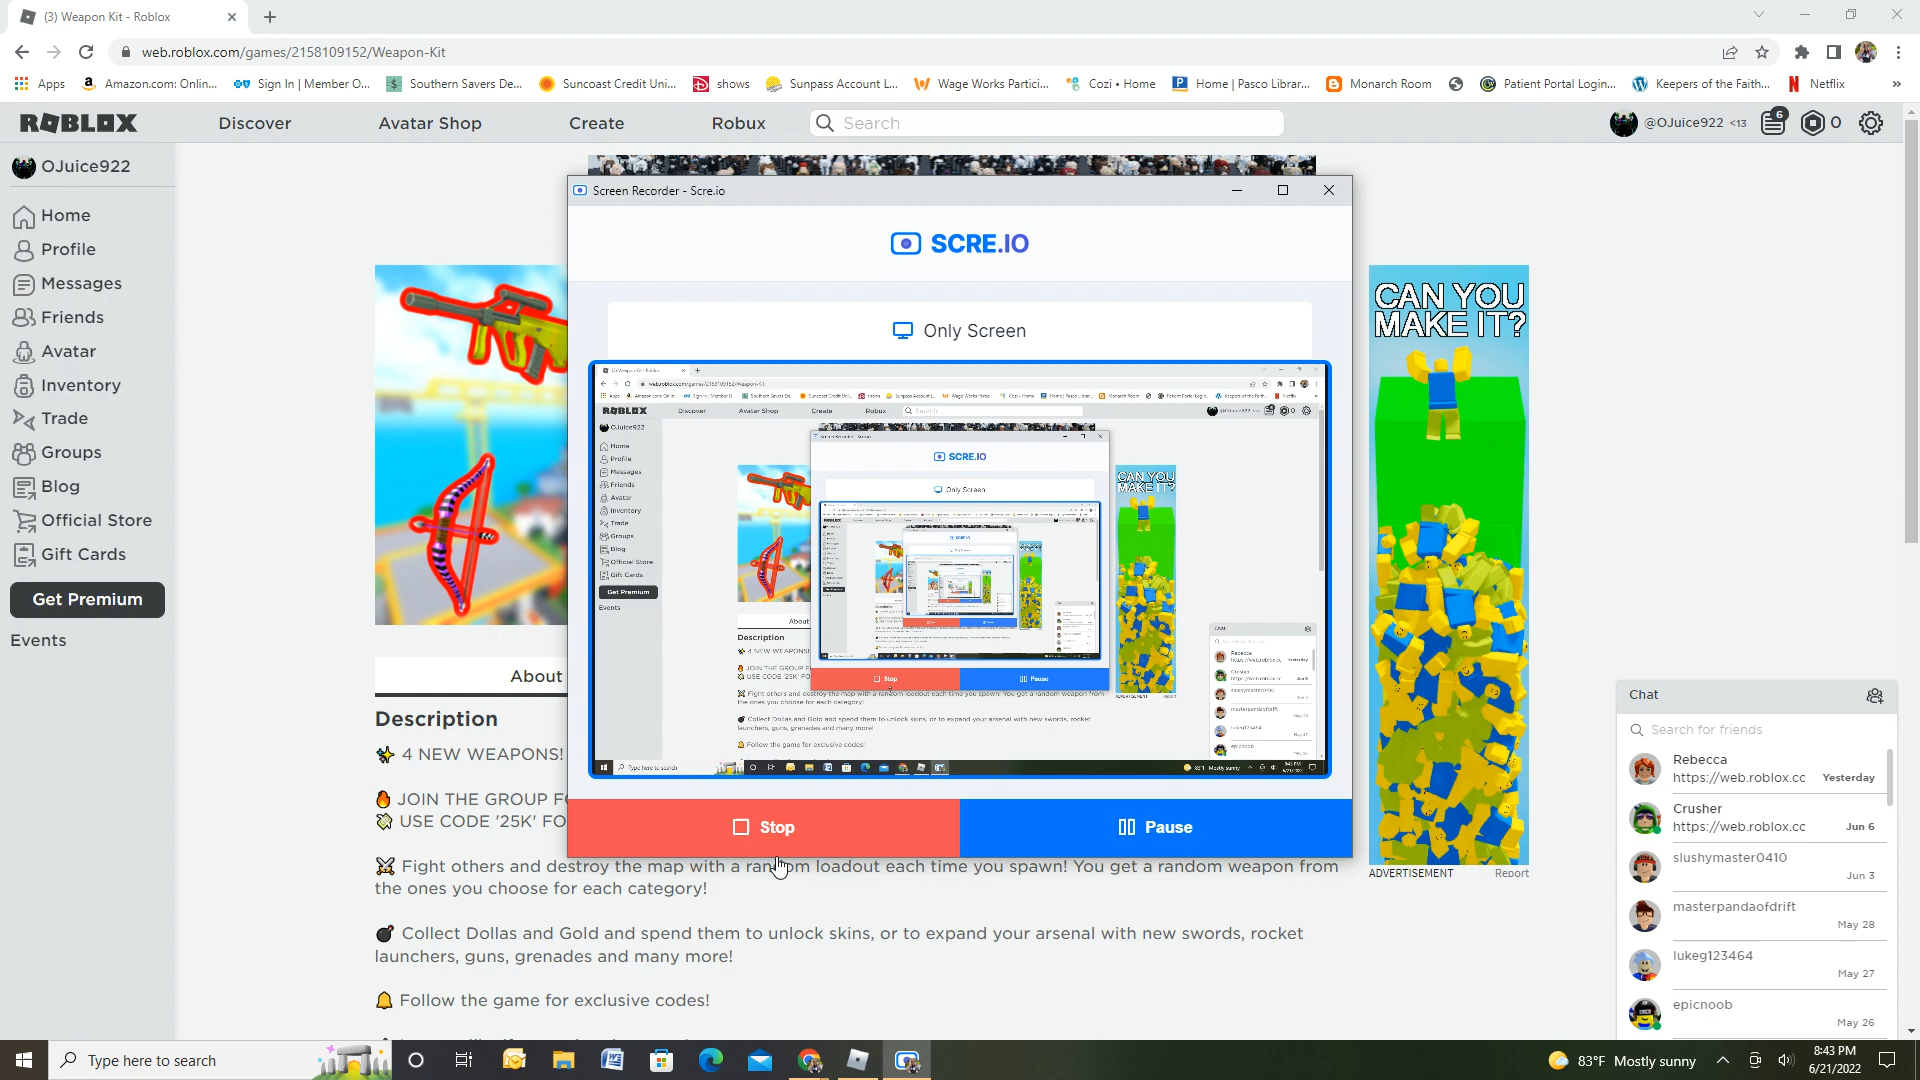 (3) Weapon Kit - Roblox
web.roblox.com/games/2158109152/Weapon-Kit
Apps Amazon.com: Onlin... Sign In | Member O... Southern Savers De... Suncoast Credit Uni... shows Sunpass Account L... Wage Works Partici... Cozi • Home Home | Pasco Librar... Monarch Room Patient Portal Login... Keepers of the Faith... Netflix »
ROBLOX Discover Avatar Shop Create Robux Search @OJuice922 <13 6 0
OJuice922
Home
Profile
Messages
Friends
Avatar
Inventory
Trade
Groups
Blog
Official Store
Gift Cards
Get Premium
Events
Screen Recorder - Scre.io
SCRE.IO
Only Screen
Stop Pause
CAN YOU
MAKE IT?
ADVERTISEMENT Report
About
Description
✨ 4 NEW WEAPONS!
🔥 JOIN THE GROUP F
💸 USE CODE '25K' FO
⚔️ Fight others and destroy the map with a random loadout each time you spawn! You get a random weapon from
the ones you choose for each category!
💣 Collect Dollas and Gold and spend them to unlock skins, or to expand your arsenal with new swords, rocket
launchers, guns, grenades and many more!
🔔 Follow the game for exclusive codes!
Chat
Search for friends
Rebecca
https://web.roblox.cc Yesterday
Crusher
https://web.roblox.cc Jun 6
slushymaster0410
Jun 3
masterpandaofdrift
May 28
lukeg123464
May 27
epicnoob
May 26
Type here to search
83°F Mostly sunny
8:43 PM
6/21/2022